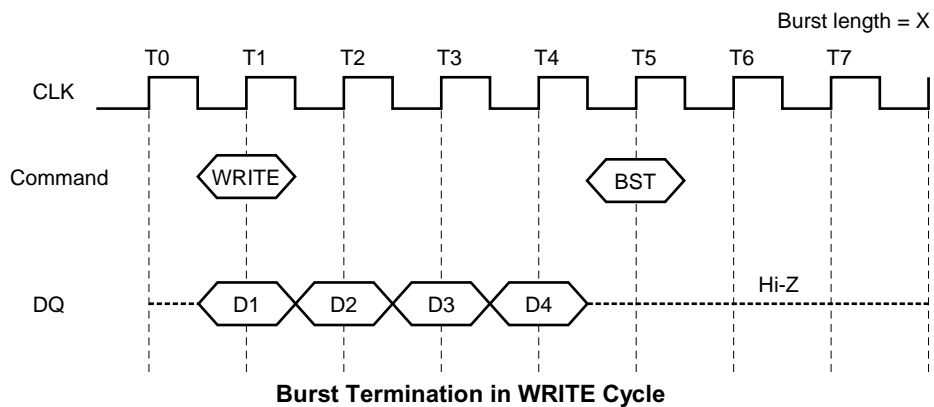 Burst length = X
T0 T1 T2 T3 T4 T5 T6 T7
CLK
Command WRITE BST
Hi-Z
DQ D1 D2 D3 D4
Burst Termination in WRITE Cycle